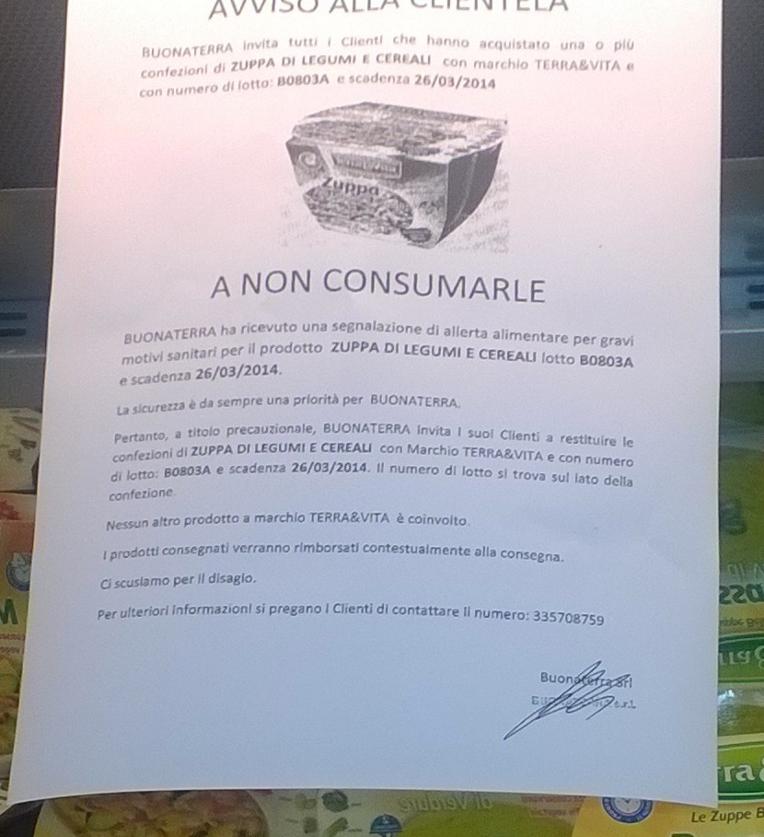 AVVISO ALLA CLIENTELA
BUONATERRA invita tutti i Clienti che hanno acquistato una o più
confezioni di ZUPPA DI LEGUMI E CEREALI con marchio TERRA&VITA e
con numero di lotto: B0803A e scadenza 26/03/2014
Zuppa
A NON CONSUMARLE
BUONATERRA ha ricevuto una segnalazione di allerta alimentare per gravi
motivi sanitari per il prodotto ZUPPA DI LEGUMI E CEREALI lotto B0803A
e scadenza 26/03/2014.
La sicurezza è da sempre una priorità per BUONATERRA.
Pertanto, a titolo precauzionale, BUONATERRA invita i suoi Clienti a restituire le
confezioni di ZUPPA DI LEGUMI E CEREALI con Marchio TERRA&VITA e con numero
di lotto: B0803A e scadenza 26/03/2014. Il numero di lotto si trova sul lato della
confezione.
Nessun altro prodotto a marchio TERRA&VITA è coinvolto.
I prodotti consegnati verranno rimborsati contestualmente alla consegna.
Ci scusiamo per il disagio.
Per ulteriori informazioni si pregano i Clienti di contattare il numero: 335708759
Buonaterra Srl
s.r.l.
ra&
Le Zuppe B
di Verdure